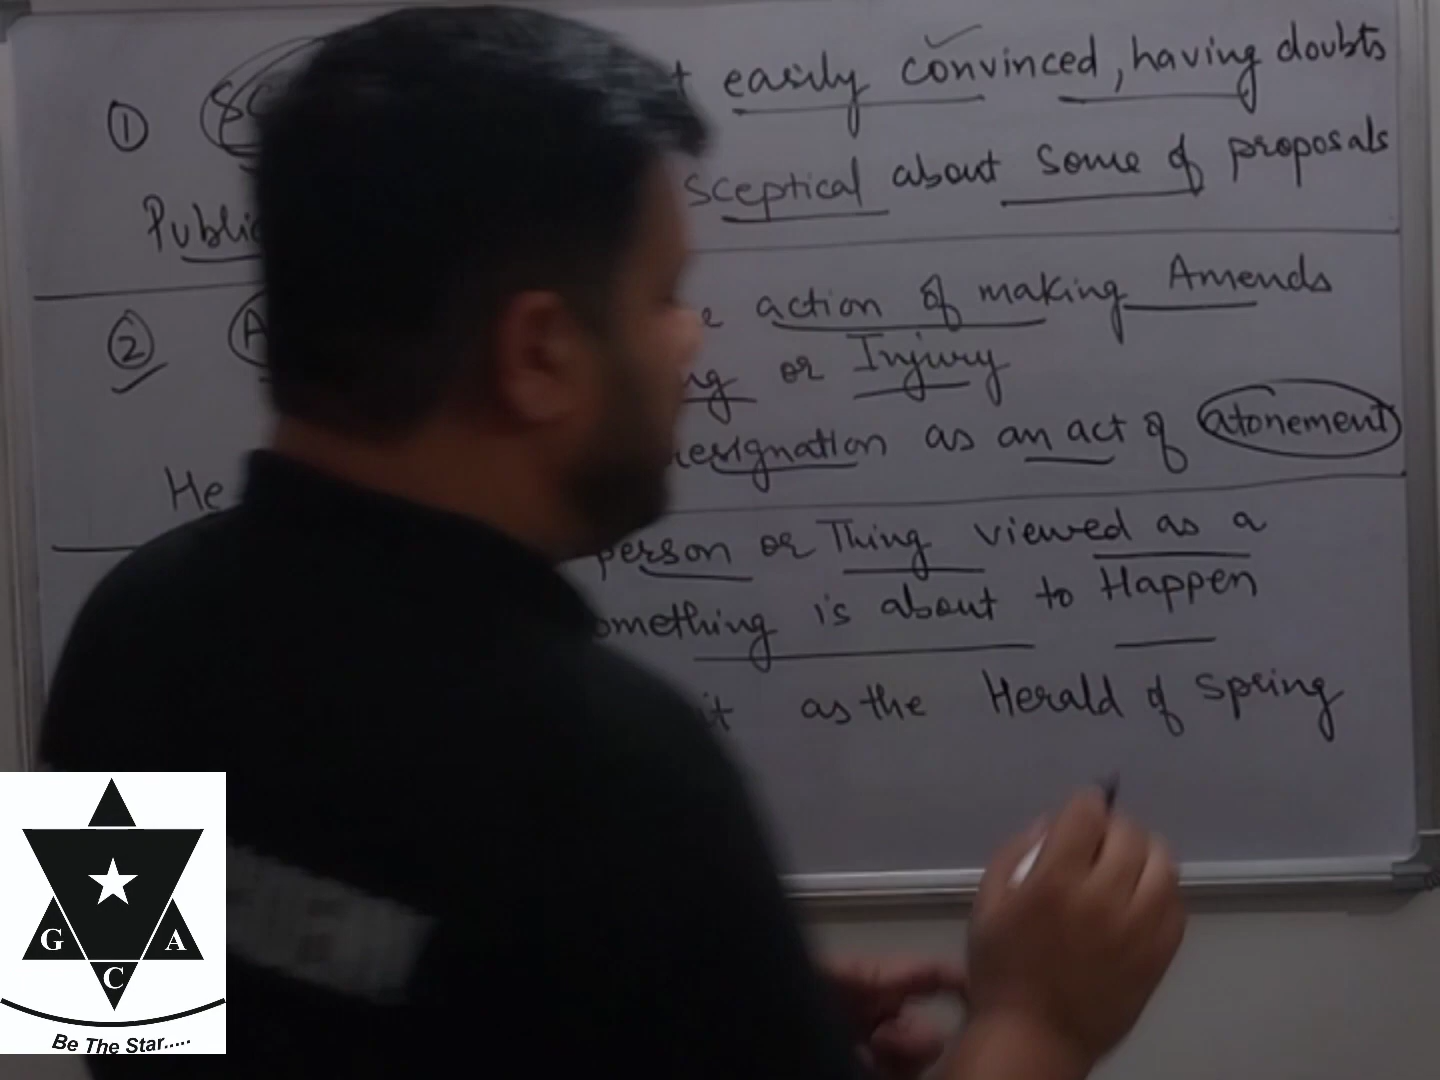 ① easily convinced, having doubts
Public sceptical about some of proposals
② action of making Amends
or Injury
He resignation as an act of atonement
person or Thing viewed as a
something is about to Happen
it as the Herald of spring
G A
C
Be The Star.....